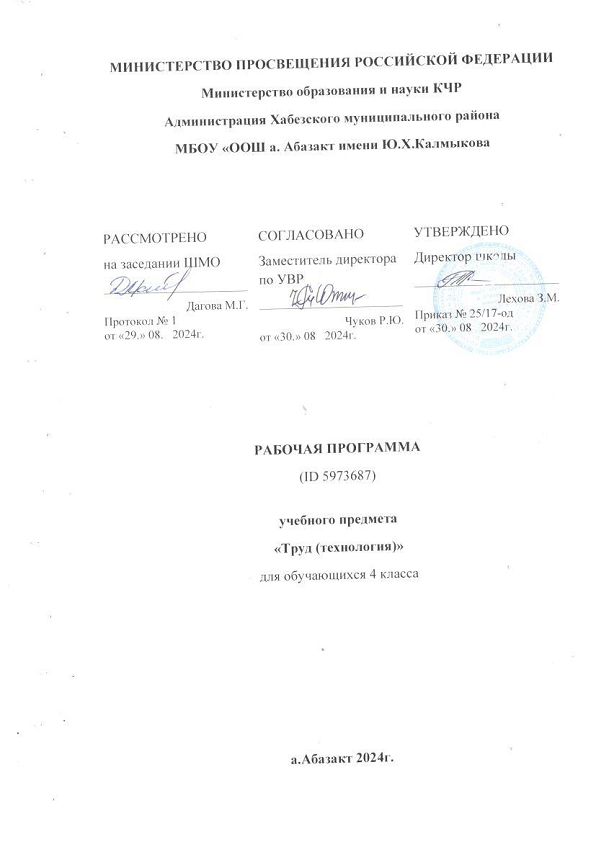 МИНИСТЕРСТВО ПРОСВЕЩЕНИЯ РОССИЙСКОЙ ФЕДЕРАЦИИ
Министерство образования и науки КЧР
Администрация Хабезского муниципального района
МБОУ «ООШ а. Абазакт имени Ю.Х.Калмыкова
РАССМОТРЕНО
на заседании ШМО
Дагова М.Г.
Протокол № 1
от «29.» 08. 2024г.
СОГЛАСОВАНО
Заместитель директора
по УВР
Чуков Р.Ю.
от «30.» 08 2024г.
УТВЕРЖДЕНО
Директор школы
Лехова З.М.
Приказ № 25/17-од
от «30.» 08 2024г.
РАБОЧАЯ ПРОГРАММА
(ID 5973687)
учебного предмета
«Труд (технология)»
для обучающихся 4 класса
а.Абазакт 2024г.